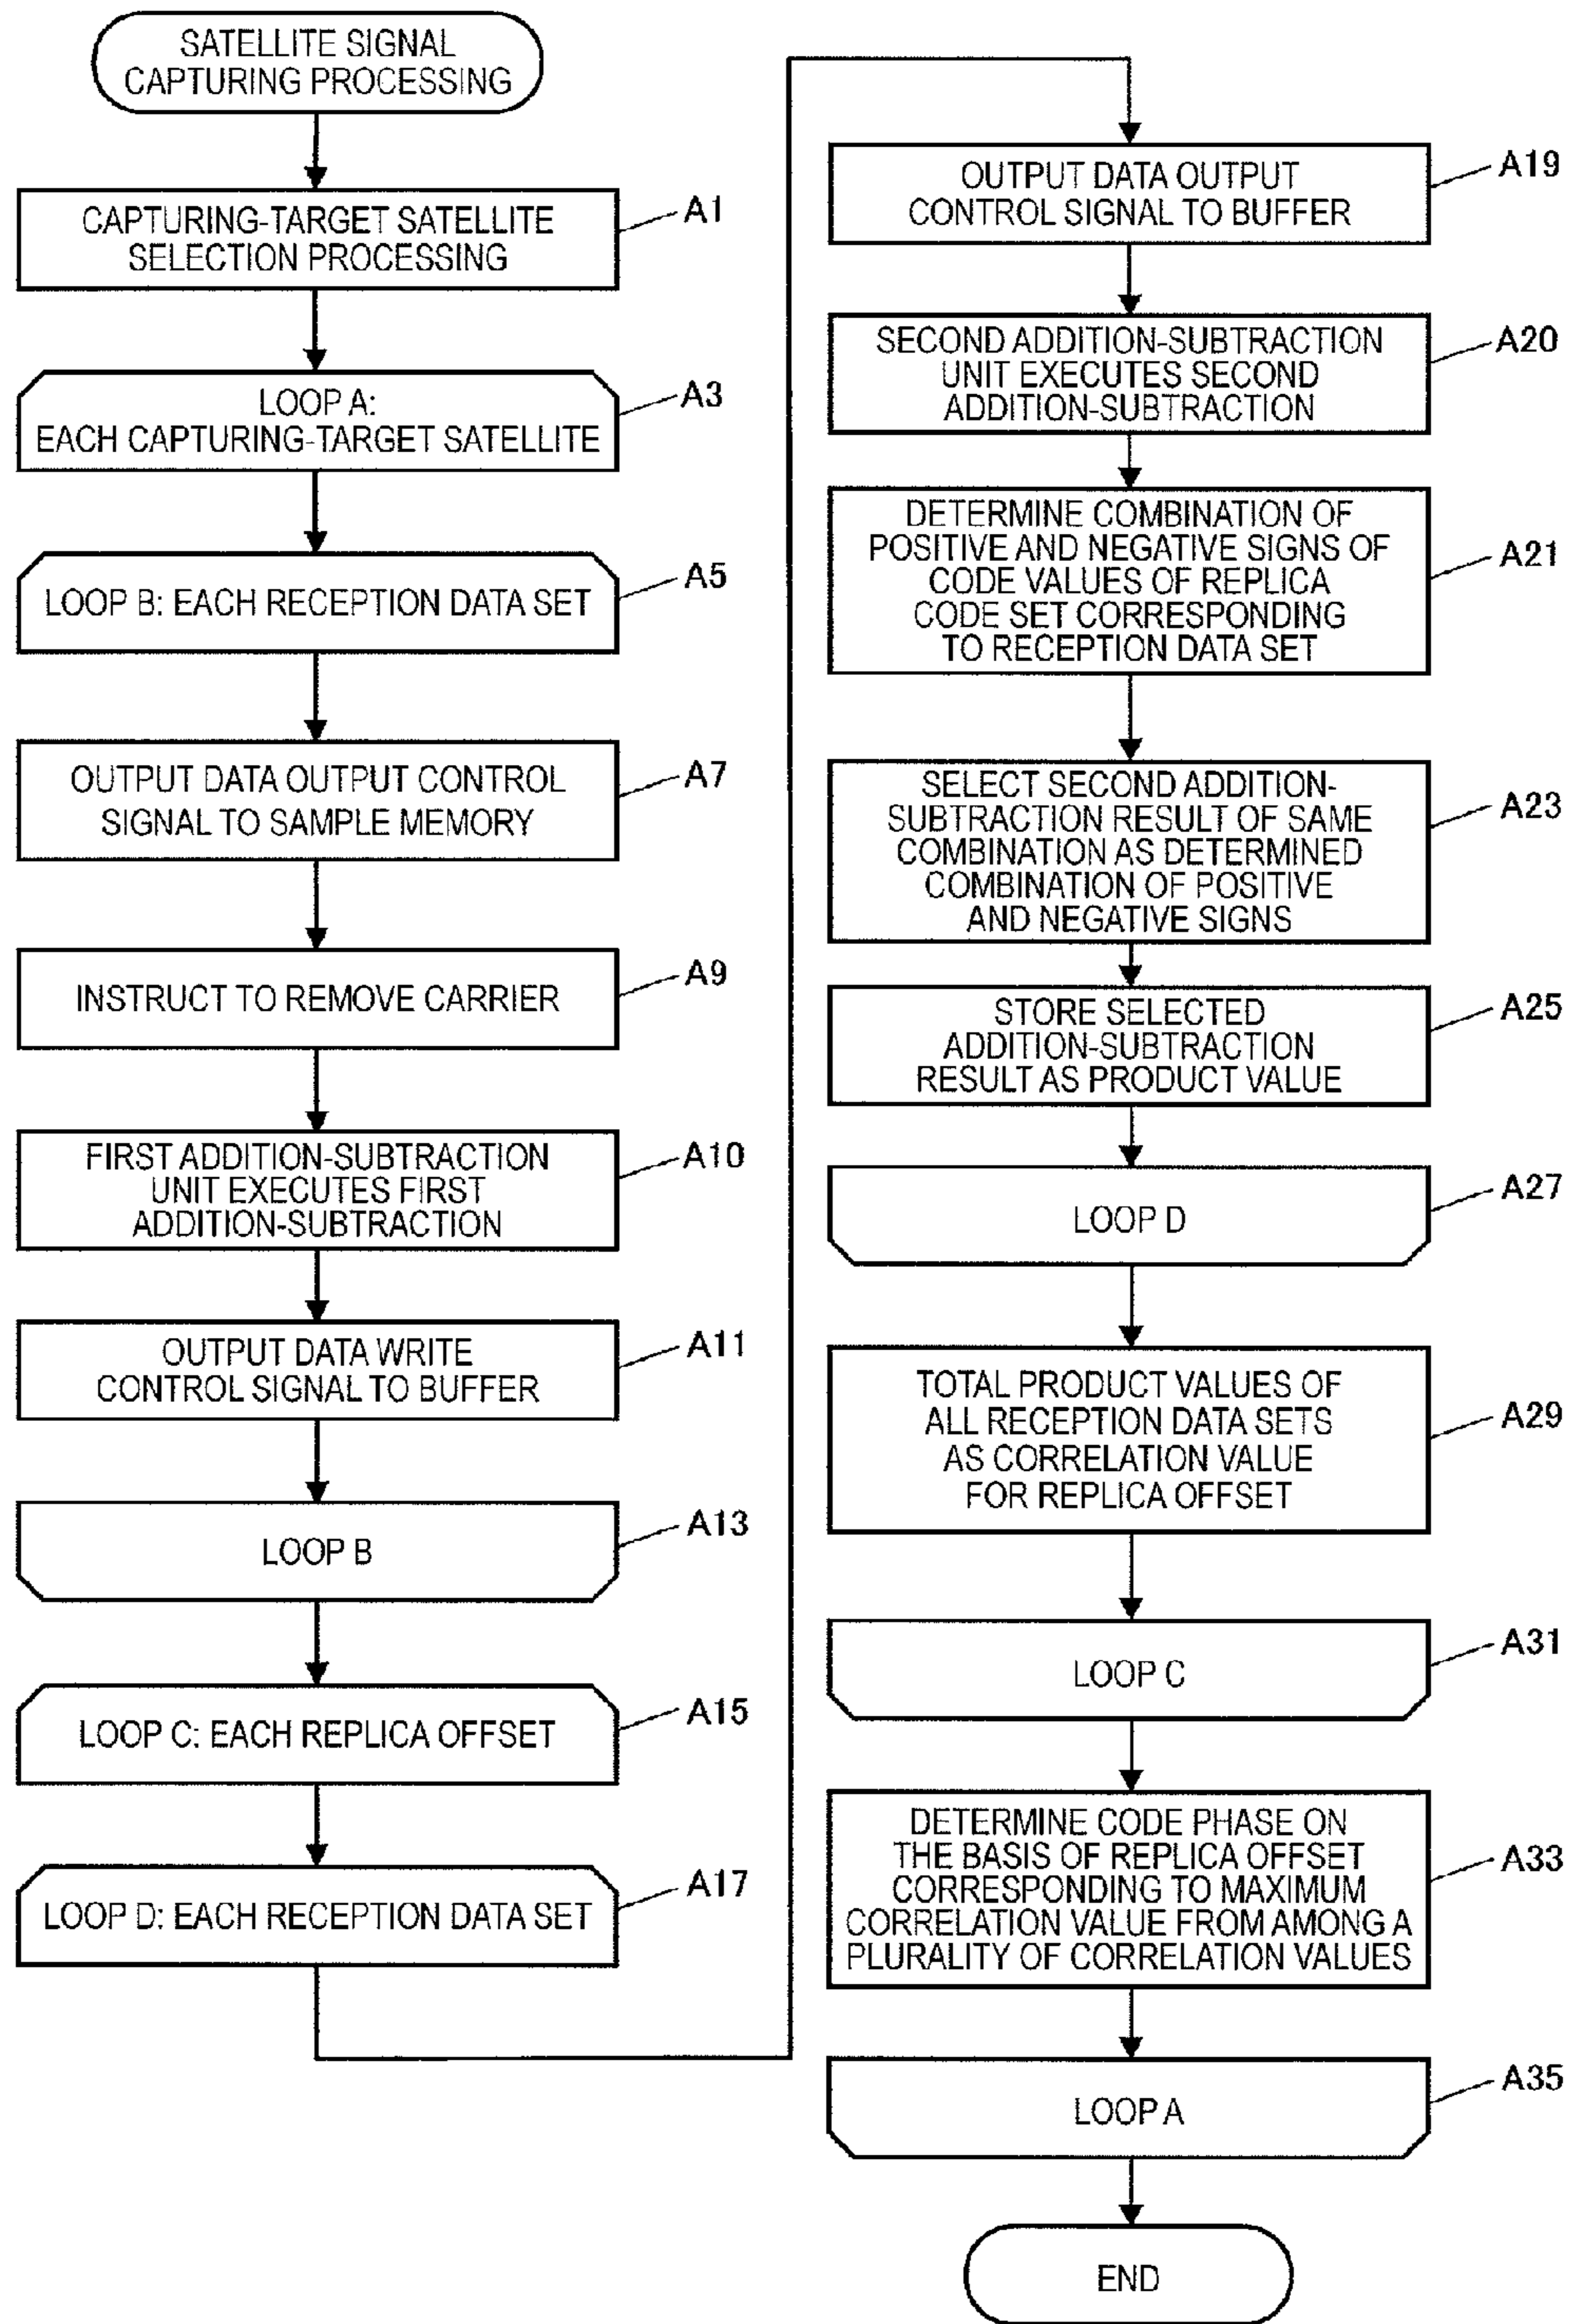 SATELLITE SIGNAL
CAPTURING PROCESSING
CAPTURING-TARGET SATELLITE
SELECTION PROCESSING
A1
LOOP A:
EACH CAPTURING-TARGET SATELLITE
A3
LOOP B: EACH RECEPTION DATA SET
A5
OUTPUT DATA OUTPUT CONTROL
SIGNAL TO SAMPLE MEMORY
A7
INSTRUCT TO REMOVE CARRIER
A9
FIRST ADDITION-SUBTRACTION
UNIT EXECUTES FIRST
ADDITION-SUBTRACTION
A10
OUTPUT DATA WRITE
CONTROL SIGNAL TO BUFFER
A11
LOOP B
A13
LOOP C: EACH REPLICA OFFSET
A15
LOOP D: EACH RECEPTION DATA SET
A17
OUTPUT DATA OUTPUT
CONTROL SIGNAL TO BUFFER
A19
SECOND ADDITION-SUBTRACTION
UNIT EXECUTES SECOND
ADDITION-SUBTRACTION
A20
DETERMINE COMBINATION OF
POSITIVE AND NEGATIVE SIGNS OF
CODE VALUES OF REPLICA
CODE SET CORRESPONDING
TO RECEPTION DATA SET
A21
SELECT SECOND ADDITION-
SUBTRACTION RESULT OF SAME
COMBINATION AS DETERMINED
COMBINATION OF POSITIVE
AND NEGATIVE SIGNS
A23
STORE SELECTED
ADDITION-SUBTRACTION
RESULT AS PRODUCT VALUE
A25
LOOP D
A27
TOTAL PRODUCT VALUES OF
ALL RECEPTION DATA SETS
AS CORRELATION VALUE
FOR REPLICA OFFSET
A29
LOOP C
A31
DETERMINE CODE PHASE ON
THE BASIS OF REPLICA OFFSET
CORRESPONDING TO MAXIMUM
CORRELATION VALUE FROM AMONG A
PLURALITY OF CORRELATION VALUES
A33
LOOP A
A35
END